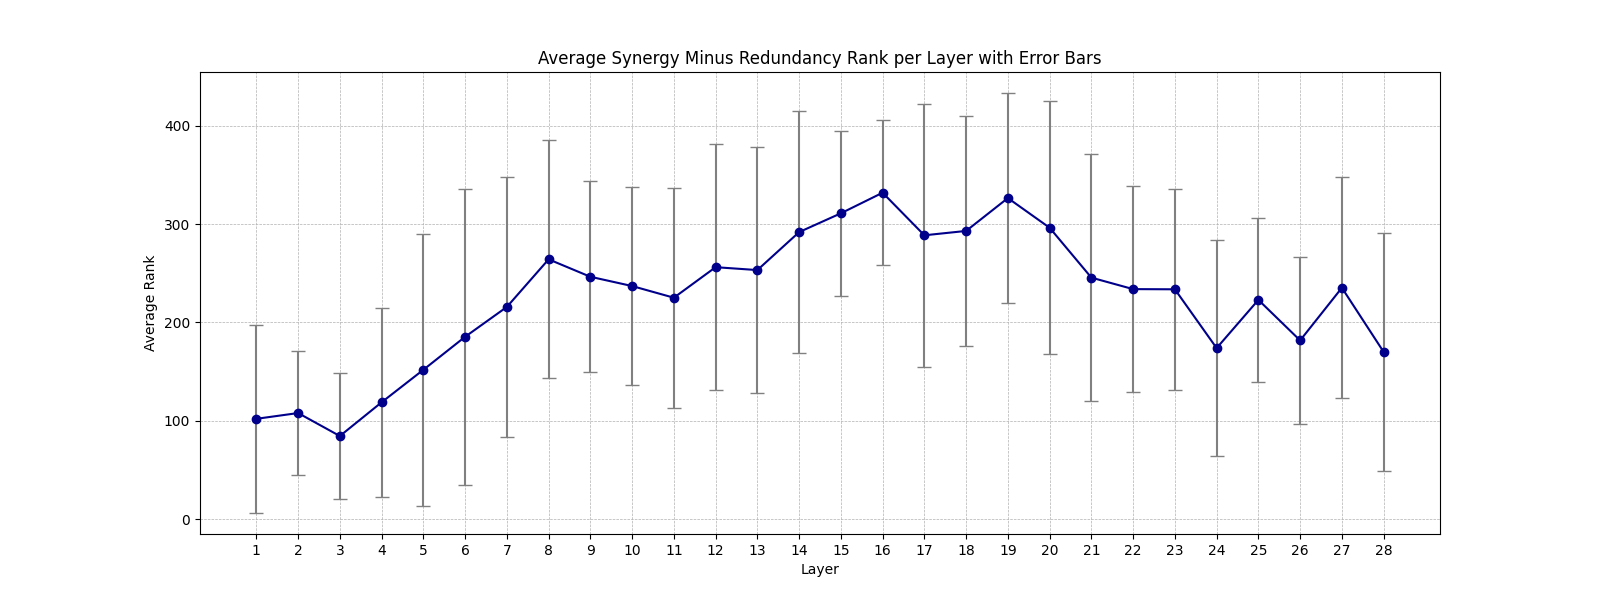 Average Synergy Minus Redundancy Rank per Layer with Error Bars
400
300
200
100
0
Average Rank
1 2 3 4 5 6 7 8 9 10 11 12 13 14 15 16 17 18 19 20 21 22 23 24 25 26 27 28
Layer